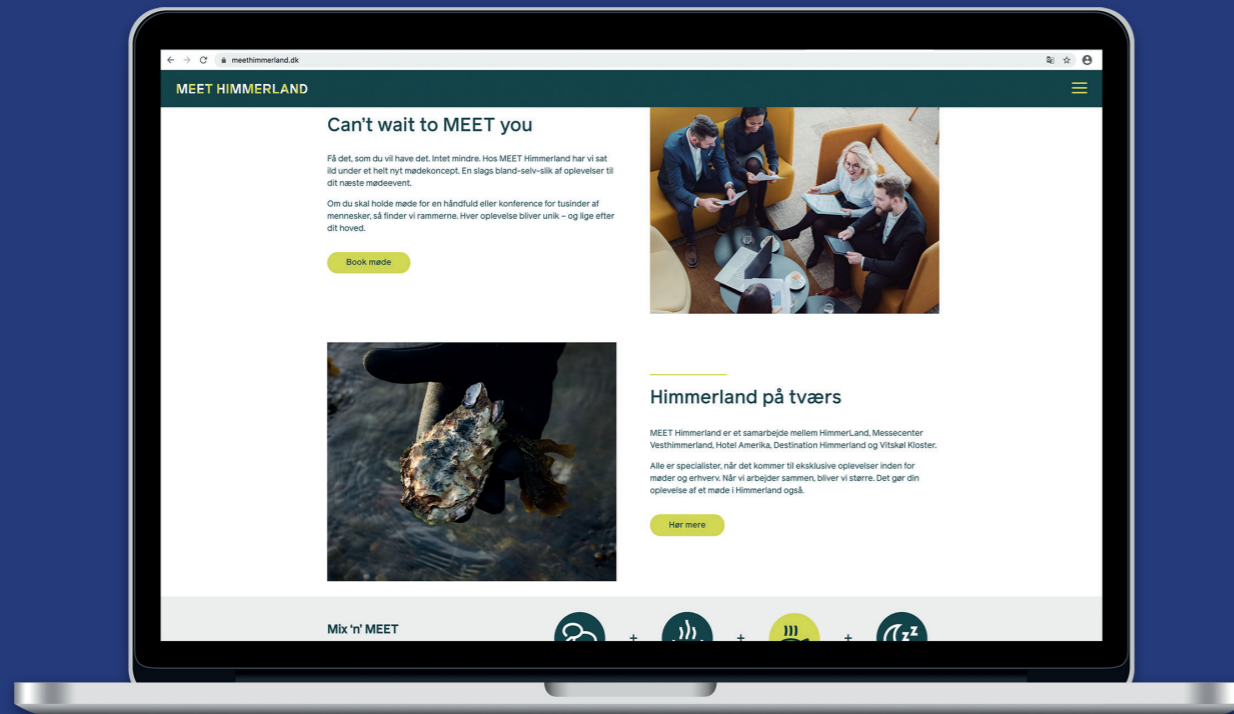 meethimmerland.dk
MEET HIMMERLAND
Can't wait to MEET you
Få det, som du vil have det. Intet mindre. Hos MEET Himmerland har vi sat
ild under et helt nyt mødekoncept. En slags bland-selv-slik af oplevelser til
dit næste mødeevent.
Om du skal holde møde for en håndfuld eller konference for tusinder af
mennesker, så finder vi rammerne. Hver oplevelse bliver unik – og lige efter
dit hoved.
Book møde
Himmerland på tværs
MEET Himmerland er et samarbejde mellem HimmerLand, Messecenter
Vesthimmerland, Hotel Amerika, Destination Himmerland og Vitskøl Kloster.
Alle er specialister, når det kommer til eksklusive oplevelser inden for
møder og erhverv. Når vi arbejder sammen, bliver vi større. Det gør din
oplevelse af et møde i Himmerland også.
Hør mere
Mix 'n' MEET
+ + +
zz